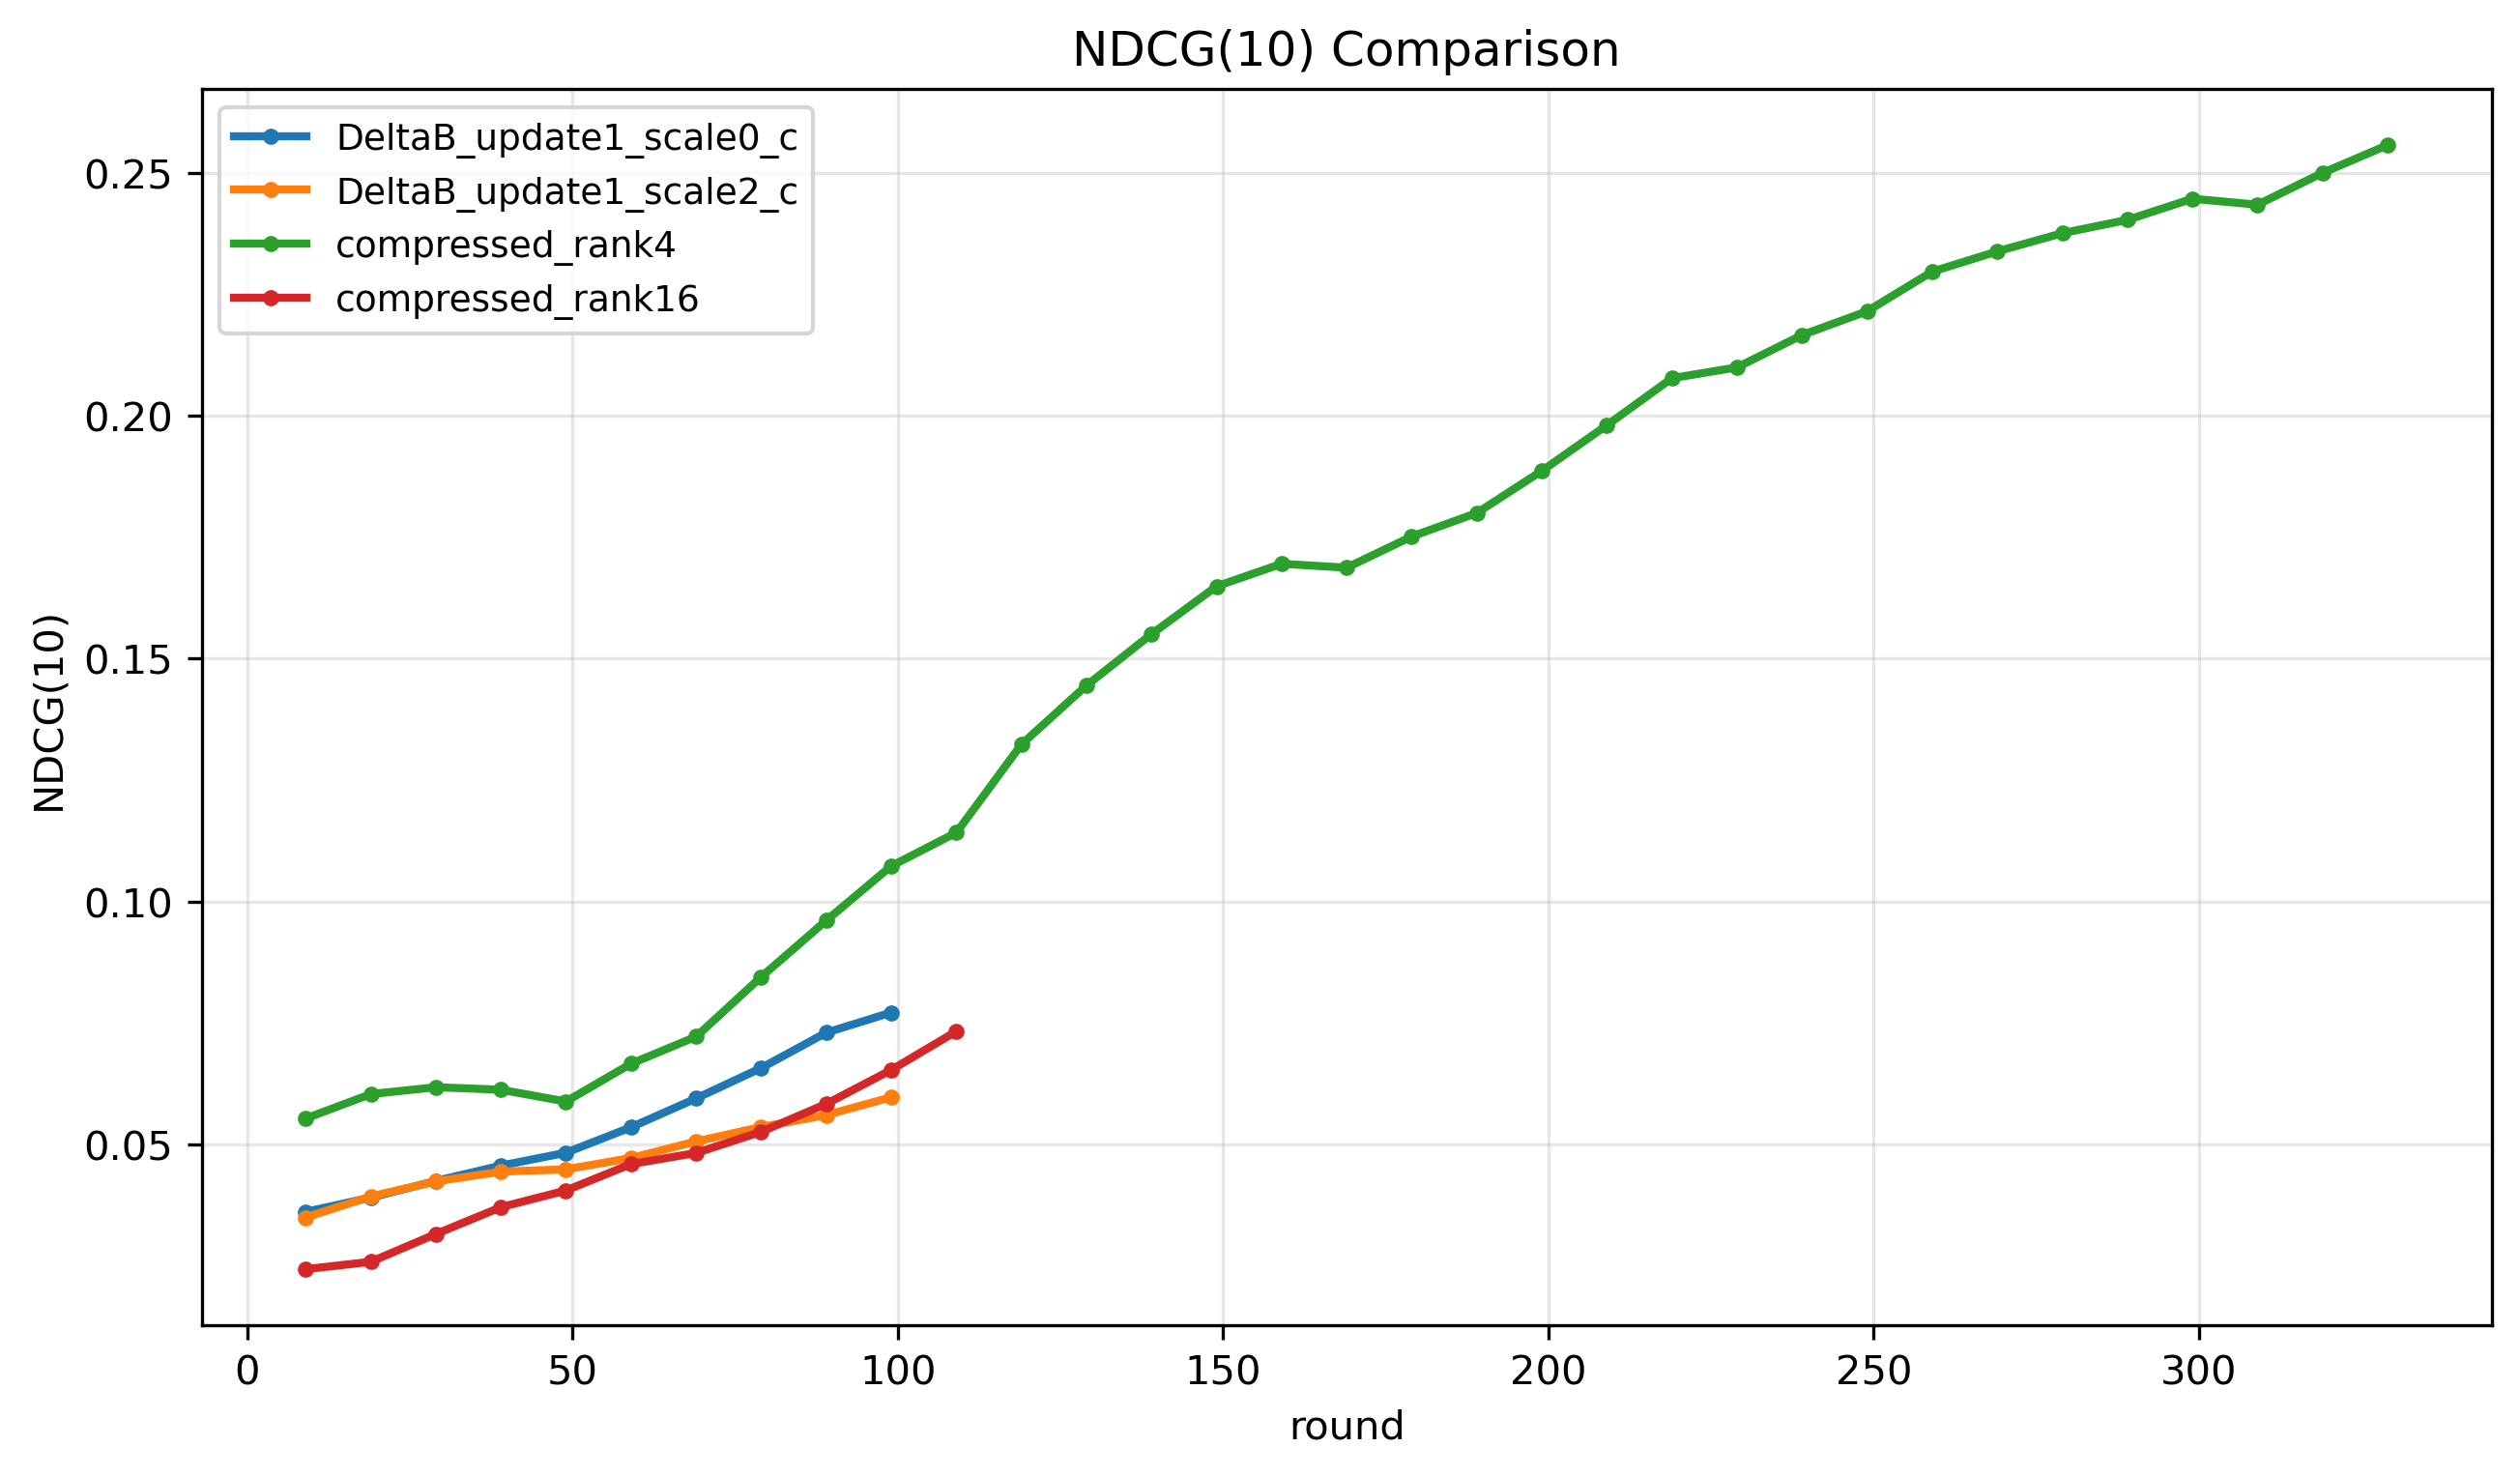 NDCG(10) Comparison
DeltaB_update1_scale0_c
DeltaB_update1_scale2_c
compressed_rank4
compressed_rank16
NDCG(10)
0.25
0.20
0.15
0.10
0.05
0 50 100 150 200 250 300
round